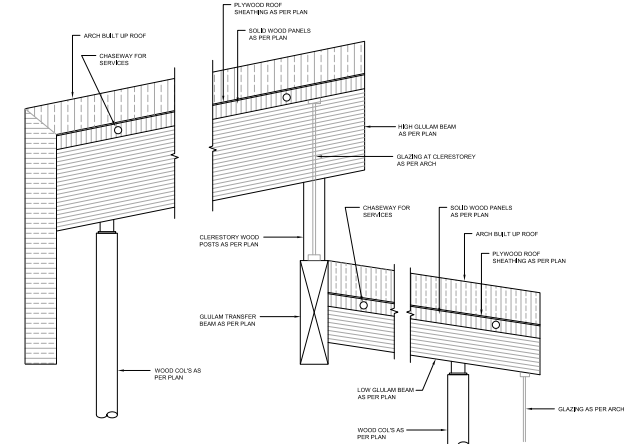 PLYWOOD ROOF
SHEATHING AS PER PLAN
SOLID WOOD PANELS
AS PER PLAN
ARCH BUILT UP ROOF
CHASEWAY FOR
SERVICES
HIGH GLULAM BEAM
AS PER PLAN
GLAZING AT CLERESTOREY
AS PER ARCH
CHASEWAY FOR
SERVICES
SOLID WOOD PANELS
AS PER PLAN
ARCH BUILT UP ROOF
CLERESTORY WOOD
POSTS AS PER PLAN
PLYWOOD ROOF
SHEATHING AS PER PLAN
GLULAM TRANSFER
BEAM AS PER PLAN
WOOD COL'S AS
PER PLAN
LOW GLULAM BEAM
AS PER PLAN
GLAZING AS PER ARCH
WOOD COL'S AS
PER PLAN